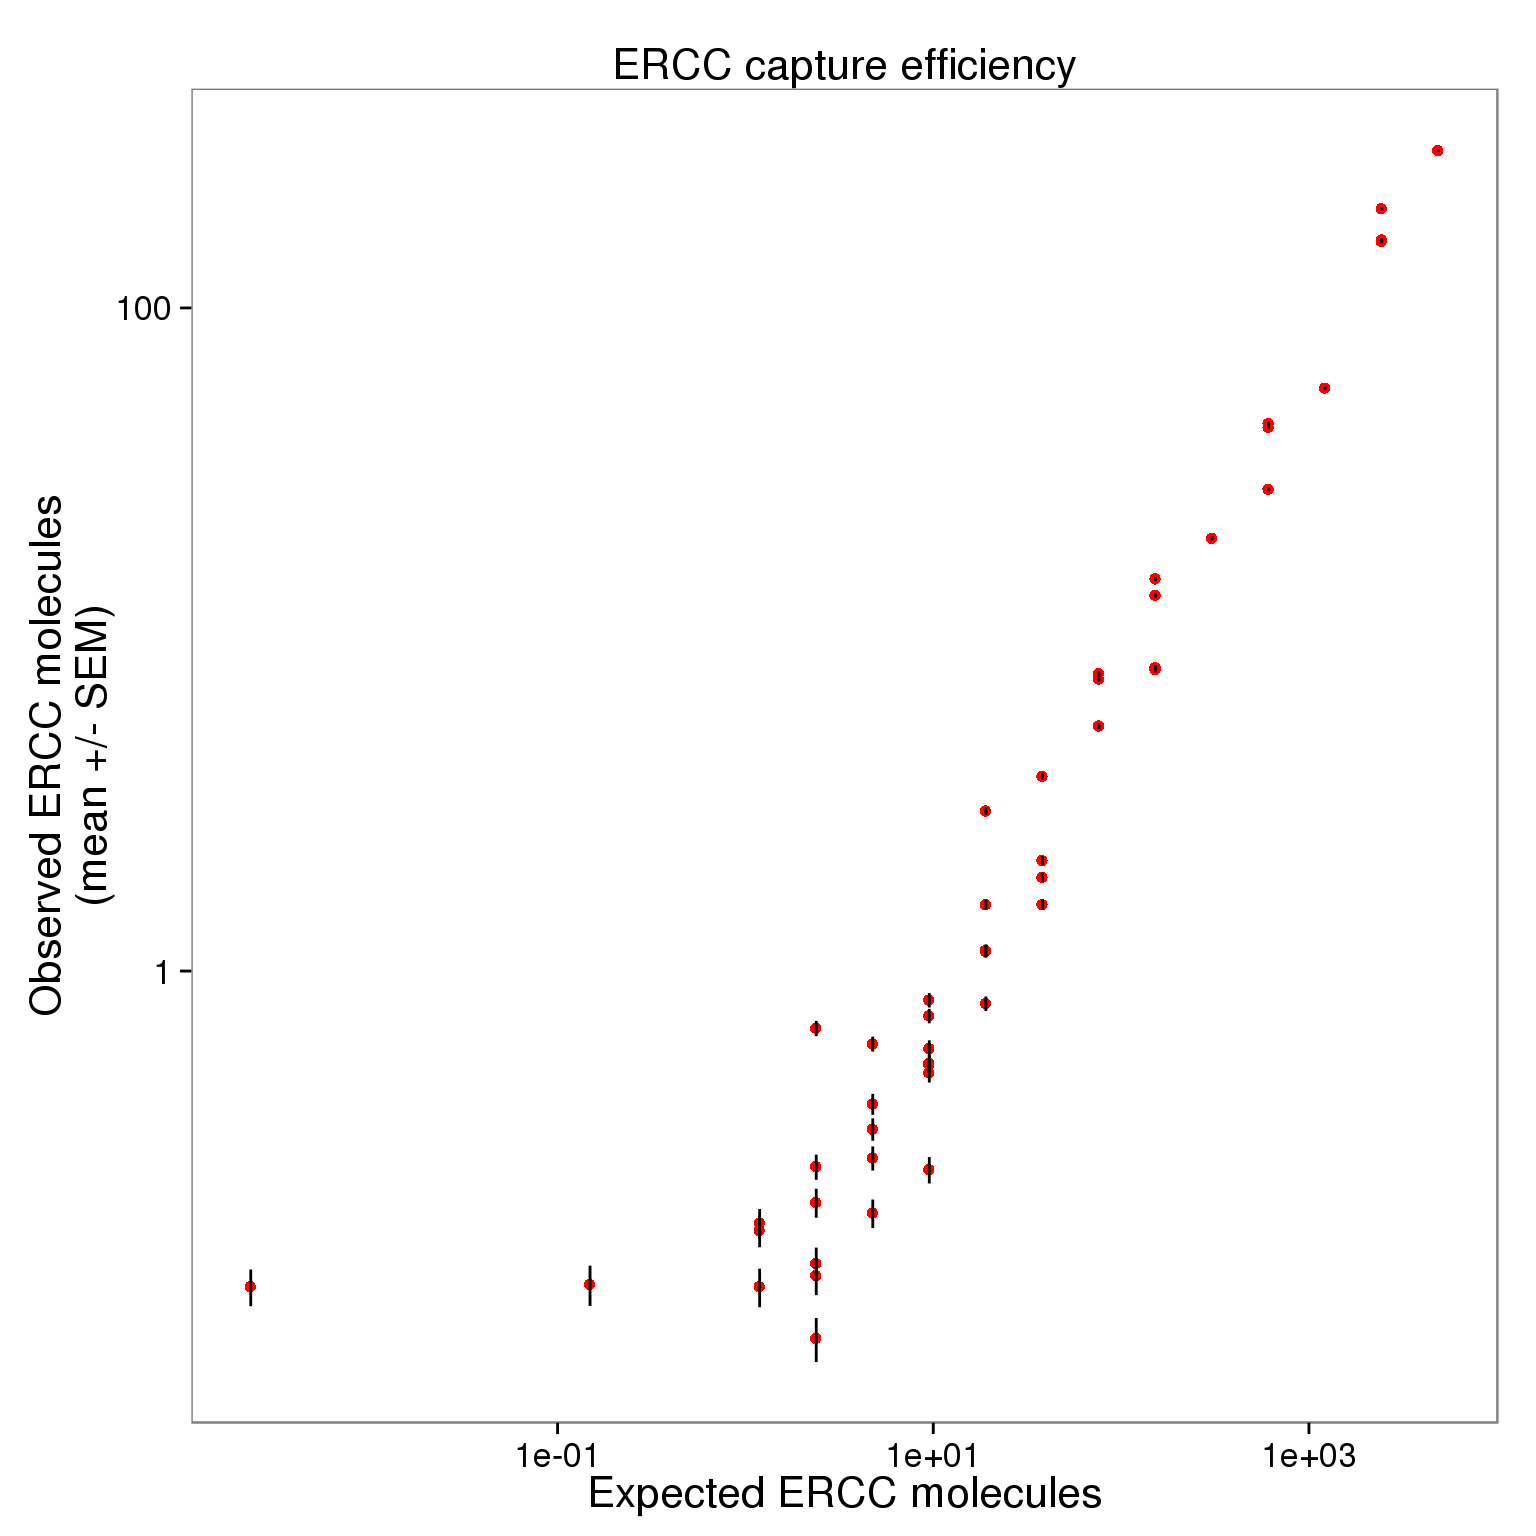 ERCC capture efficiency
100
1
Observed ERCC molecules
(mean +/- SEM)
1e-01
1e+01
1e+03
Expected ERCC molecules